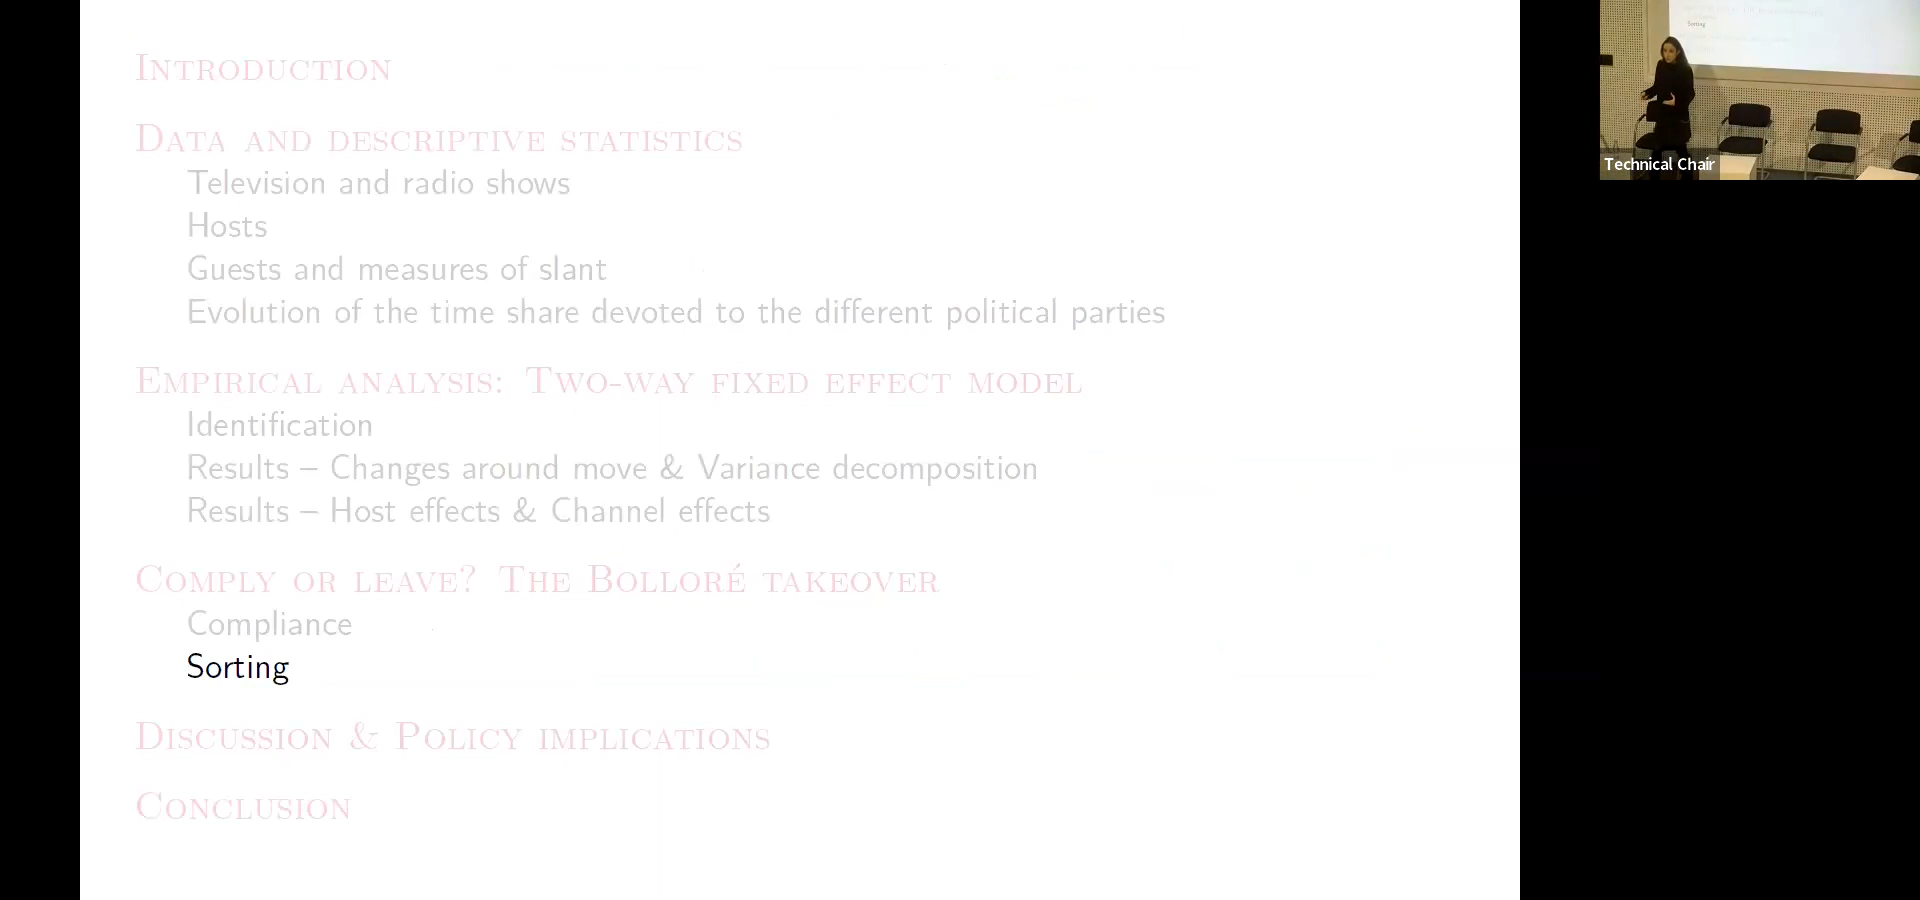 Introduction
Data and descriptive statistics
Television and radio shows
Hosts
Guests and measures of slant
Evolution of the time share devoted to the different political parties
Empirical analysis: Two-way fixed effect model
Identification
Results – Changes around move & Variance decomposition
Results – Host effects & Channel effects
Comply or leave? The Bolloré takeover
Compliance
Sorting
Discussion & Policy implications
Conclusion
Sorting
Technical Chair